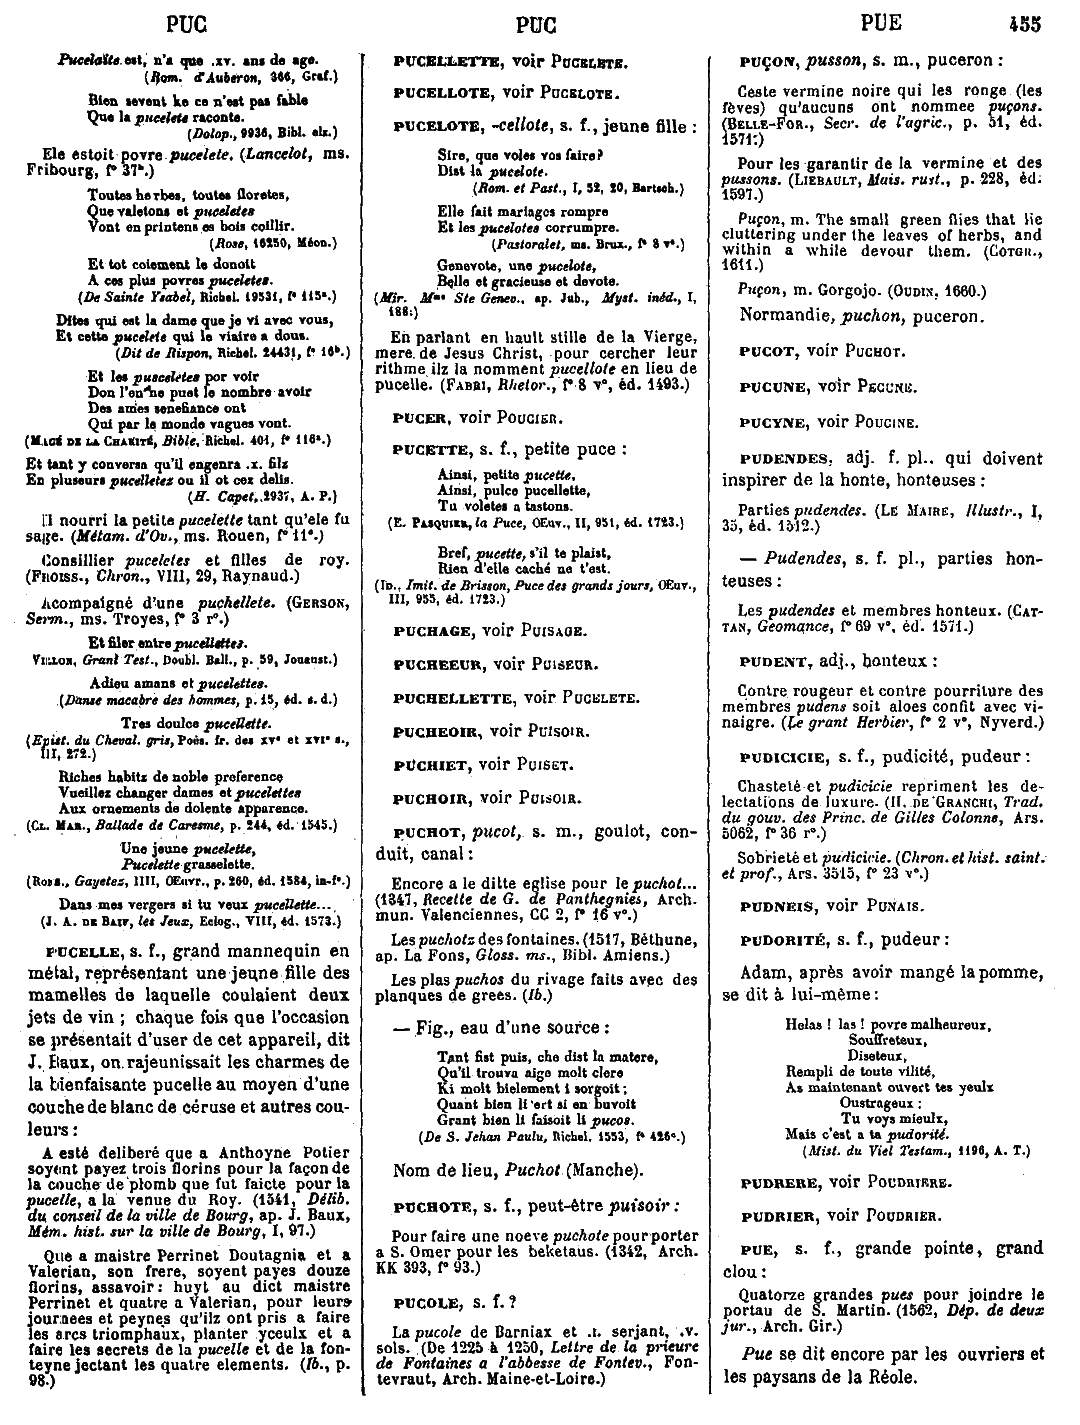 PUC
PUC
PUE
455
Pucelaite est, n'a que .xv. ans de age.
(Rom. d'Auberon, 366, Graf.)
Bien sevent ke ce n'est pas fable
Que la pucelete raconte.
(Dolop., 9936, Bibl. elz.)
Ele estoit povre pucelete. (Lancelot, ms.
Fribourg, f° 37ᵇ.)
Toutes herbes, toutes floretes,
Que valetons et puceletes
Vont en printens es bois coillir.
(Rose, 16250, Méon.)
Et tot coiement le donoit
A ces plus povres puceletes.
(De Sainte Ysabel, Richel. 19531, f° 115ᵃ.)
Dites qui est la dame que je vi avec vous,
Et cette pucelete qui le viaire a dous.
(Dit de Rispon, Richel. 24431, f° 16ᵇ.)
Et les pusceletes por voir
Don l'en ne puet le nombre avoir
Des amies senefiance ont
Qui par le monde vagues vont.
(Macé de la Charité, Bible, Richel. 401, f° 116ᵃ.)
Et tant y conversa qu'il engenra .x. filz
En pluseurs pucelletez ou il ot cez delis.
(H. Capet, 2937, A. P.)
Il nourri la petite pucelette tant qu'ele fu
sage. (Métam. d'Ov., ms. Rouen, f° 11ᵃ.)
Consillier puceletes et filles de roy.
(Froiss., Chron., VIII, 29, Raynaud.)
Acompaigné d'une puchellete. (Gerson,
Serm., ms. Troyes, f° 3 r°.)
Et filer entre pucellettes.
Villon, Grant Test., Doubl. Ball., p. 59, Jouaust.)
Adieu amans et pucelettes.
(Danse macabre des hommes, p. 15, éd. s. d.)
Tres doulce pucellette.
(Epist. du Cheval. gris, Poés. fr. des xvᵉ et xviᵉ s.,
III, 272.)
Riches habitz de noble preference
Vueillez changer dames et pucelettes
Aux ornements de dolente apparence.
(Cl. Mar., Ballade de Caresme, p. 244, éd. 1545.)
Une jeune pucelette,
Pucelette grasselette.
(Rons., Gayetez, IIII, Œuvr., p. 260, éd. 1584, in-f°.)
Dans mes vergers si tu veux pucellette...
(J. A. de Baif, les Jeux, Eclog., VIII, éd. 1573.)
PUCELLE, s. f., grand mannequin en
métal, représentant une jeune fille des
mamelles de laquelle coulaient deux
jets de vin ; chaque fois que l'occasion
se présentait d'user de cet appareil, dit
J. Baux, on rajeunissait les charmes de
la bienfaisante pucelle au moyen d'une
couche de blanc de céruse et autres cou-
leurs :
A esté deliberé que a Anthoyne Potier
soyent payez trois florins pour la façon de
la couche de plomb que fut faicte pour la
pucelle, a la venue du Roy. (1541, Délib.
du conseil de la ville de Bourg, ap. J. Baux,
Mém. hist. sur la ville de Bourg, I, 97.)
Que a maistre Perrinet Doutagnia et a
Valerian, son frere, soyent payes douze
florins, assavoir : huyt au dict maistre
Perrinet et quatre a Valerian, pour leurs
journees et peynes qu'ilz ont pris a faire
les arcs triomphaux, planter yceulx et a
faire les secrets de la pucelle et de la fon-
teyne jectant les quatre elements. (Ib., p.
98.)
PUCELLETTE, voir Pucelete.
PUCELLOTE, voir Pucelote.
PUCELOTE, -cellote, s. f., jeune fille :
Sire, que voles vos faire ?
Dist la pucelote.
(Rom. et Past., I, 52, 20, Bartsch.)
Elle fait mariages rompre
Et les pucelotes corrumpre.
(Pastoralet, ms. Brux., f° 8 v°.)
Genevote, une pucelote,
Belle et gracieuse et devote.
(Mir. Mᵐᵉ Ste Genev., ap. Jub., Myst. inéd., I,
188.)
En parlant en hault stille de la Vierge,
mere de Jesus Christ, pour cercher leur
rithme ilz la nomment pucellote en lieu de
pucelle. (Fabri, Rhetor., f° 8 v°, éd. 1493.)
PUCER, voir Poucier.
PUCETTE, s. f., petite puce :
Ainsi, petite pucette,
Ainsi, pulce pucellette,
Tu voletes a tastons.
(E. Pasquier, la Puce, Œuv., II, 951, éd. 1723.)
Bref, pucette, s'il te plaist,
Rien d'elle caché ne t'est.
(Id., Imit. de Brisson, Puce des grands jours, Œuv.,
III, 955, éd. 1723.)
PUCHAGE, voir Puisage.
PUCHEEUR, voir Puiseur.
PUCHELLETTE, voir Pucelete.
PUCHEOIR, voir Puisoir.
PUCHIET, voir Puiset.
PUCHOIR, voir Puisoir.
PUCHOT, pucot, s. m., goulot, con-
duit, canal :
Encore a le ditte eglise pour le puchot...
(1347, Recette de G. de Panthegnies, Arch.
mun. Valenciennes, CC 2, f° 16 v°.)
Les puchotz des fontaines. (1517, Béthune,
ap. La Fons, Gloss. ms., Bibl. Amiens.)
Les plas puchos du rivage faits avec des
planques de grees. (Ib.)
— Fig., eau d'une source :
Tant fist puis, che dist la matere,
Qu'il trouva aige molt clere
Ki molt bielement i sorgoit ;
Quant bien li ert si en buvoit
Grant bien li faisoit li pucos.
(De S. Jehan Paulu, Richel. 1553, f° 426ᵃ.)
Nom de lieu, Puchot (Manche).
PUCHOTE, s. f., peut-être puisoir :
Pour faire une noeve puchote pour porter
a S. Omer pour les beketaus. (1342, Arch.
KK 393, f° 93.)
PUCOLE, s. f. ?
La pucole de Barniax et .i. serjant, .v.
sols. (De 1225 à 1250, Lettre de la prieure
de Fontaines a l'abbesse de Fontev., Fon-
tevraut, Arch. Maine-et-Loire.)
PUÇON, pusson, s. m., puceron :
Ceste vermine noire qui les ronge (les
fèves) qu'aucuns ont nommee puçons.
(Belle-For., Secr. de l'agric., p. 51, éd.
1571.)
Pour les garantir de la vermine et des
pussons. (Liebault, Mais. rust., p. 228, éd.
1597.)
Puçon, m. The small green flies that lie
cluttering under the leaves of herbs, and
within a while devour them. (Cotgr.,
1611.)
Puçon, m. Gorgojo. (Oudin, 1660.)
Normandie, puchon, puceron.
PUCOT, voir Puchot.
PUCUNE, voir Pecune.
PUCYNE, voir Poucine.
PUDENDES, adj. f. pl., qui doivent
inspirer de la honte, honteuses :
Parties pudendes. (Le Maire, Illustr., I,
35, éd. 1512.)
— Pudendes, s. f. pl., parties hon-
teuses :
Les pudendes et membres honteux. (Cat-
tan, Geomance, f° 69 v°, éd. 1571.)
PUDENT, adj., honteux :
Contre rougeur et contre pourriture des
membres pudens soit aloes confit avec vi-
naigre. (Le grant Herbier, f° 2 v°, Nyverd.)
PUDICICIE, s. f., pudicité, pudeur :
Chasteté et pudicicie repriment les de-
lectations de luxure. (H. de Granchi, Trad.
du gouv. des Princ. de Gilles Colonne, Ars.
5062, f° 36 r°.)
Sobrieté et pudicicie. (Chron. et hist. saint.
et prof., Ars. 3515, f° 23 v°.)
PUDNEIS, voir Punais.
PUDORITÉ, s. f., pudeur :
Adam, après avoir mangé la pomme,
se dit à lui-même :
Helas ! las ! povre malheureux,
Souffreteux,
Diseteux,
Rempli de toute vilité,
As maintenant ouvert tes yeulx
Oustrageux ;
Tu voys mieulx,
Mais c'est a ta pudorité.
(Mist. du Viel Testam., 1196, A. T.)
PUDRERE, voir Poudriere.
PUDRIER, voir Poudrier.
PUE, s. f., grande pointe, grand
clou :
Quatorze grandes pues pour joindre le
portau de S. Martin. (1562, Dép. de deux
jur., Arch. Gir.)
Pue se dit encore par les ouvriers et
les paysans de la Réole.